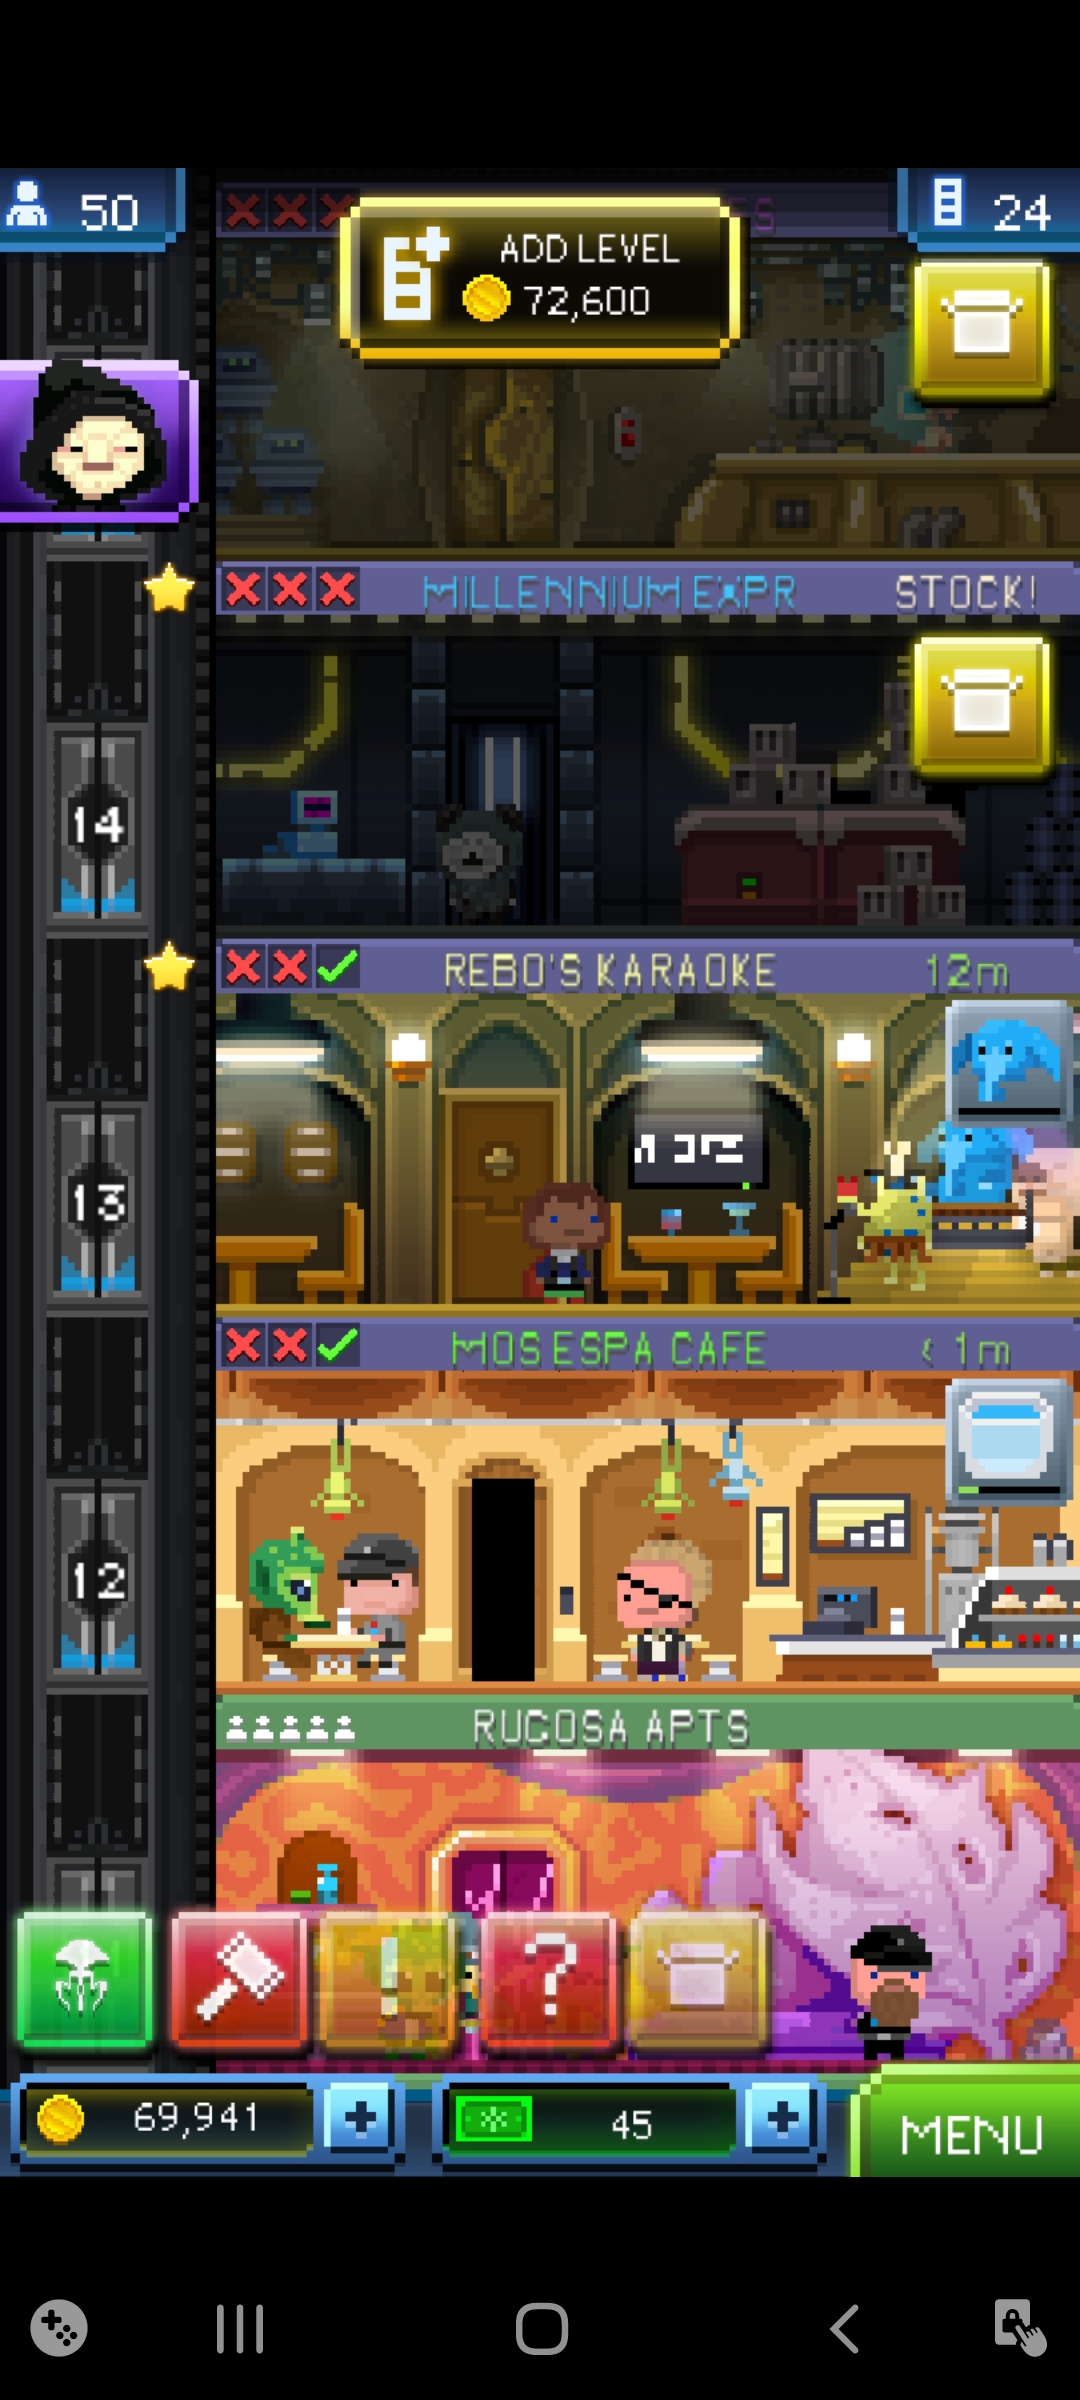 50
24
ADD LEVEL
72,600
MILLENNIUM EXPR
STOCK!
14
REBO'S KARAOKE
12m
13
MOS ESPA CAFE
< 1m
12
RUCOSA APTS
?
69,941
45
MENU